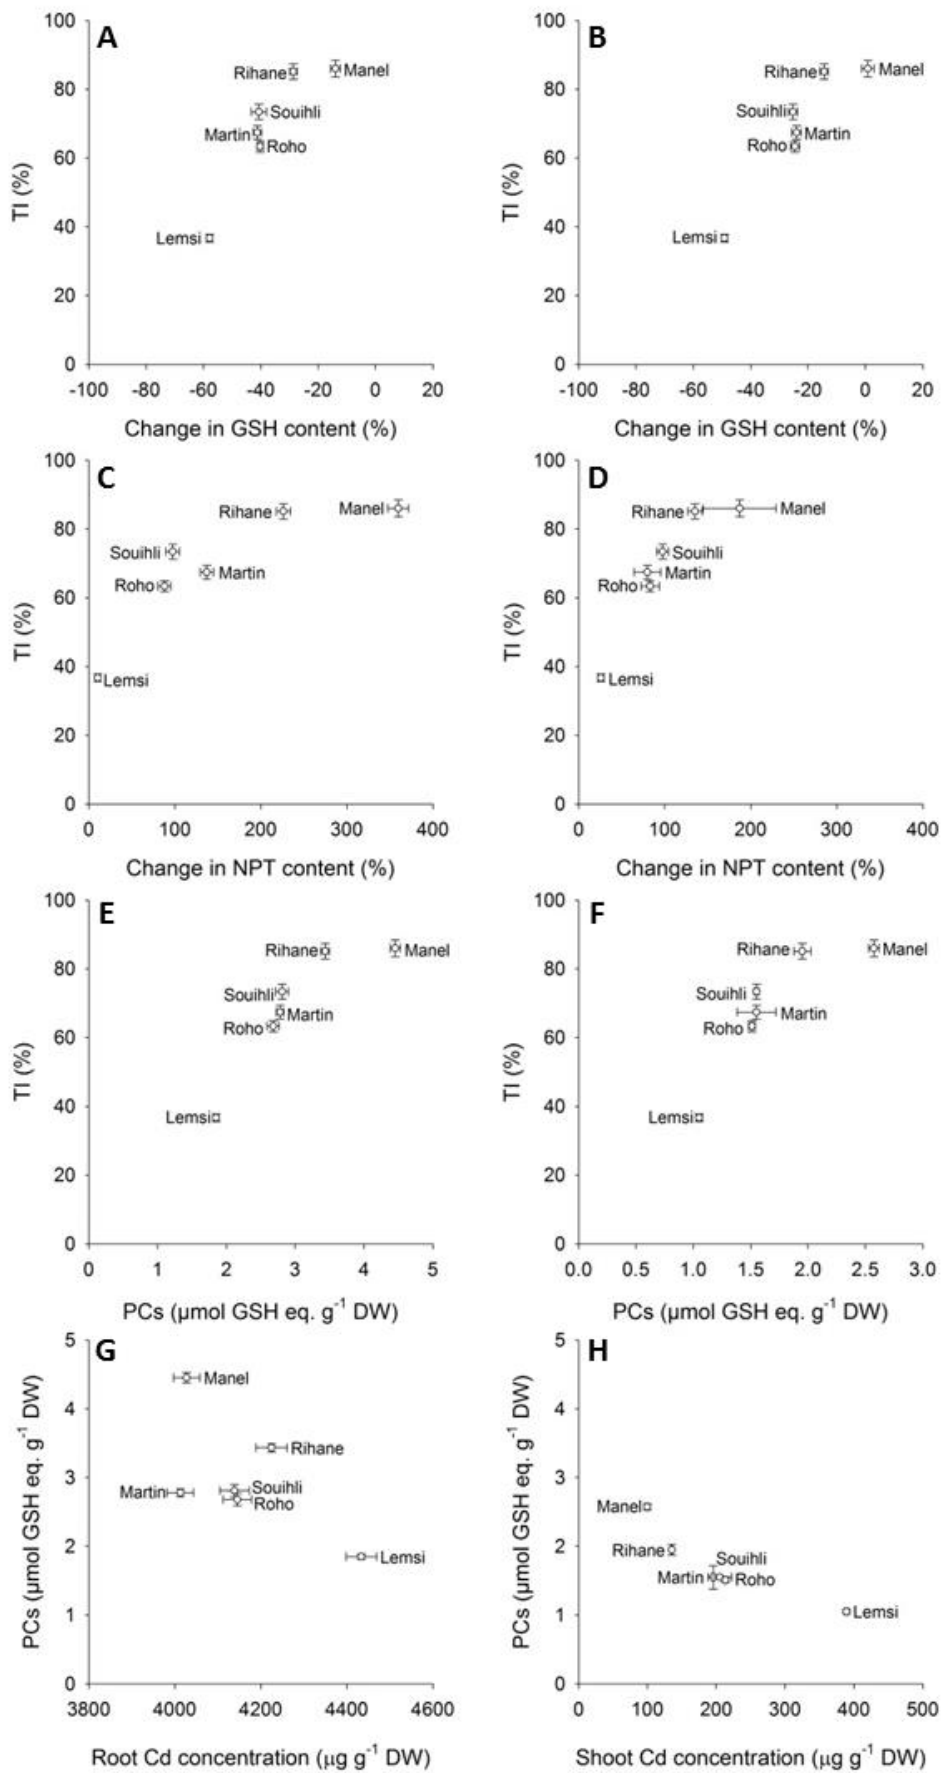 A
B
100
80
60
40
20
0
TI (%)
Rihane
Manel
Souihli
Martin
Roho
Lemsi
-100 -80 -60 -40 -20 0 20
Change in GSH content (%)
100
80
60
40
20
0
TI (%)
Rihane
Manel
Souihli
Martin
Roho
Lemsi
-100 -80 -60 -40 -20 0 20
Change in GSH content (%)
C
100
80
60
40
20
0
TI (%)
Rihane
Manel
Souihli
Martin
Roho
Lemsi
0 100 200 300 400
Change in NPT content (%)
D
100
80
60
40
20
0
TI (%)
Rihane
Manel
Souihli
Martin
Roho
Lemsi
0 100 200 300 400
Change in NPT content (%)
E
100
80
60
40
20
0
TI (%)
Rihane
Manel
Souihli
Martin
Roho
Lemsi
0 1 2 3 4 5
PCs (µmol GSH eq. g⁻¹ DW)
F
100
80
60
40
20
0
TI (%)
Rihane
Manel
Souihli
Martin
Roho
Lemsi
0.0 0.5 1.0 1.5 2.0 2.5 3.0
PCs (µmol GSH eq. g⁻¹ DW)
G
5
4
3
2
1
0
PCs (µmol GSH eq. g⁻¹ DW)
Manel
Rihane
Martin
Souihli
Roho
Lemsi
3800 4000 4200 4400 4600
Root Cd concentration (µg g⁻¹ DW)
H
5
4
3
2
1
0
PCs (µmol GSH eq. g⁻¹ DW)
Manel
Rihane
Souihli
Martin
Roho
Lemsi
0 100 200 300 400 500
Shoot Cd concentration (µg g⁻¹ DW)